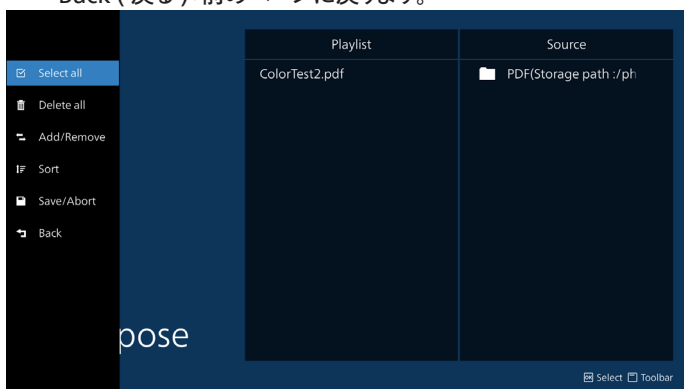 Back (戻る): 前のページに戻ります。
Playlist
Source
Select all
Delete all
Add/Remove
Sort
Save/Abort
Back
ColorTest2.pdf
PDF(Storage path :/ph
pose
OK Select
Toolbar